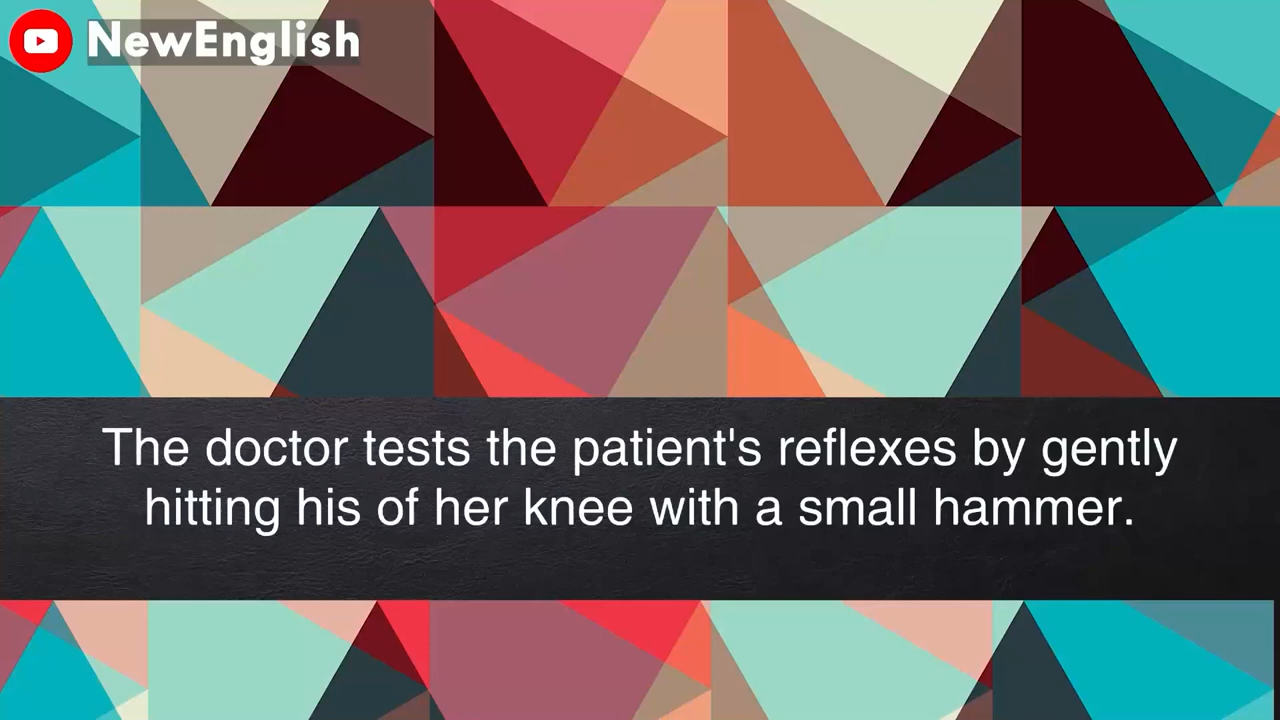 NewEnglish
The doctor tests the patient's reflexes by gently
hitting his of her knee with a small hammer.